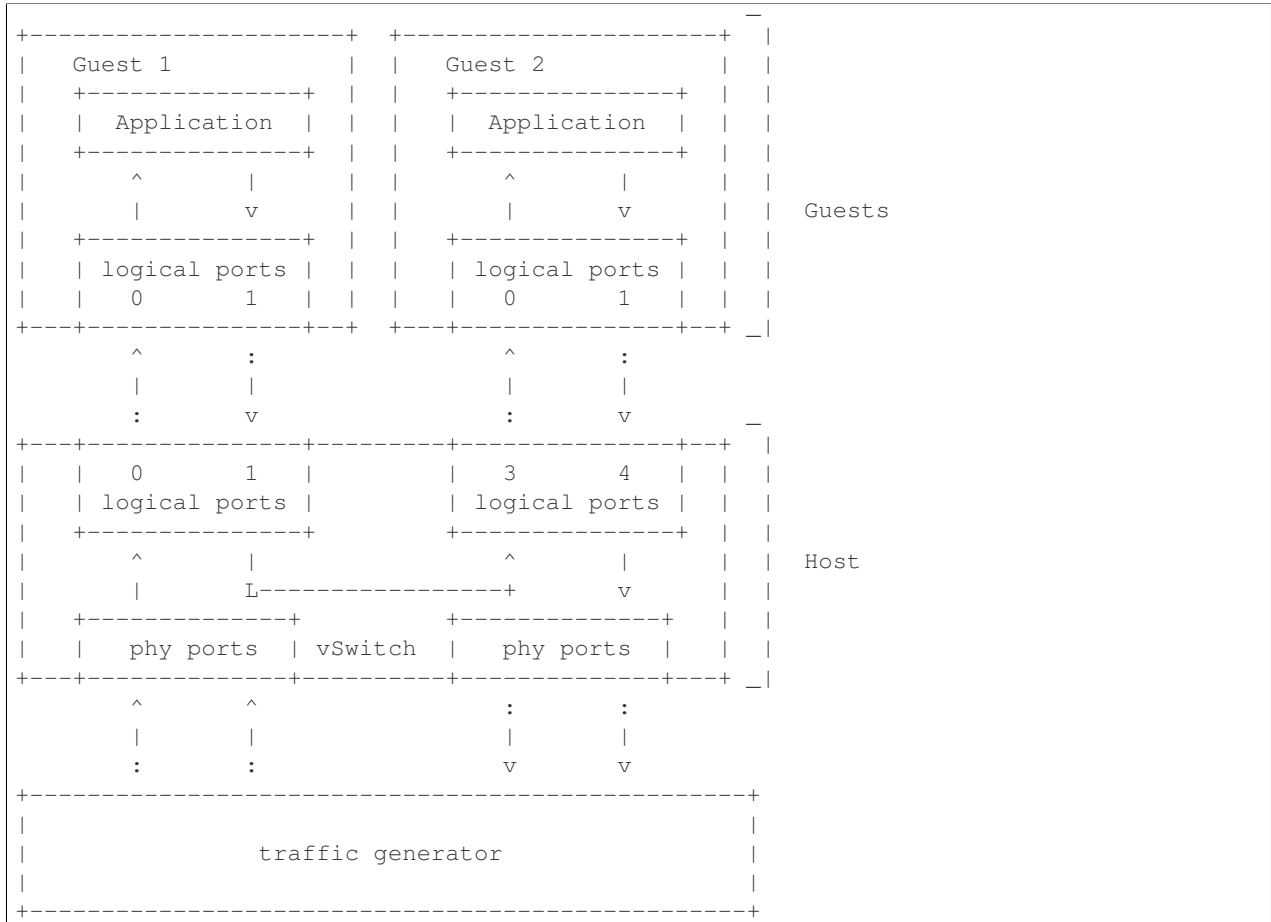 Guest 1 Guest 2
Application Application
Guests
logical ports logical ports
0 1 0 1
0 1 3 4
logical ports logical ports
Host
phy ports vSwitch phy ports
traffic generator